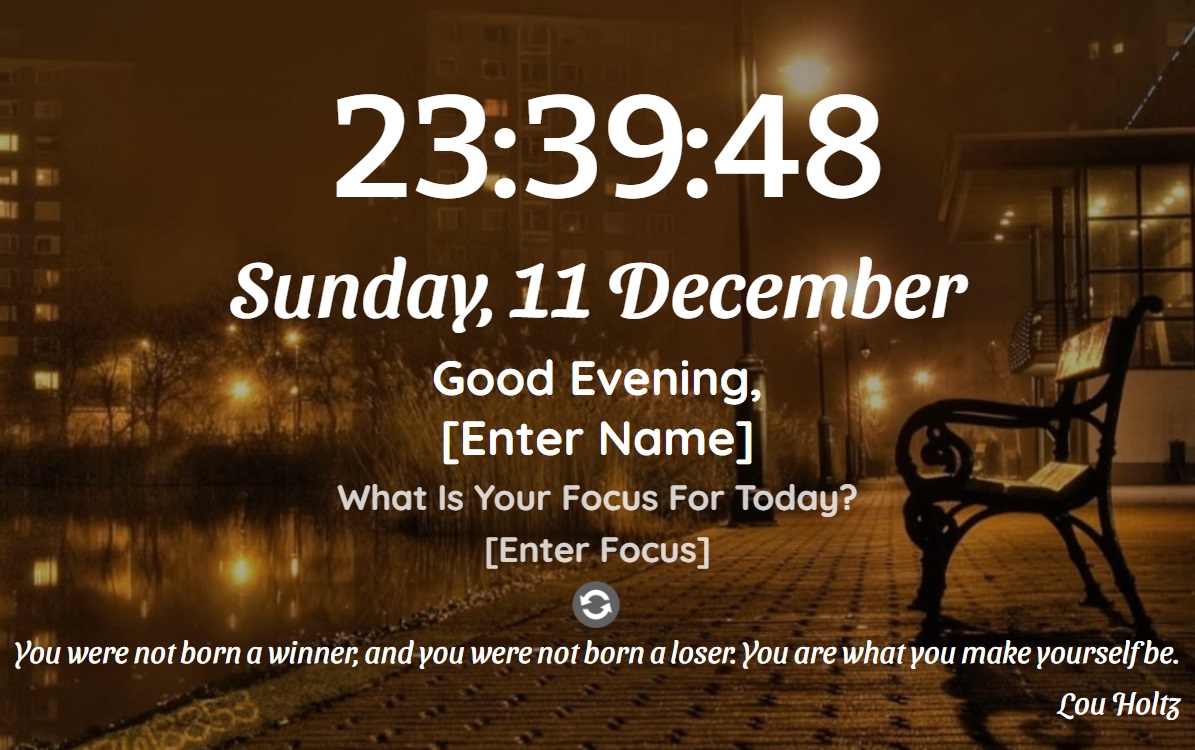 23:39:48
Sunday, 11 December
Good Evening,
[Enter Name]
What Is Your Focus For Today?
[Enter Focus]
You were not born a winner, and you were not born a loser. You are what you make yourself be.
Lou Holtz